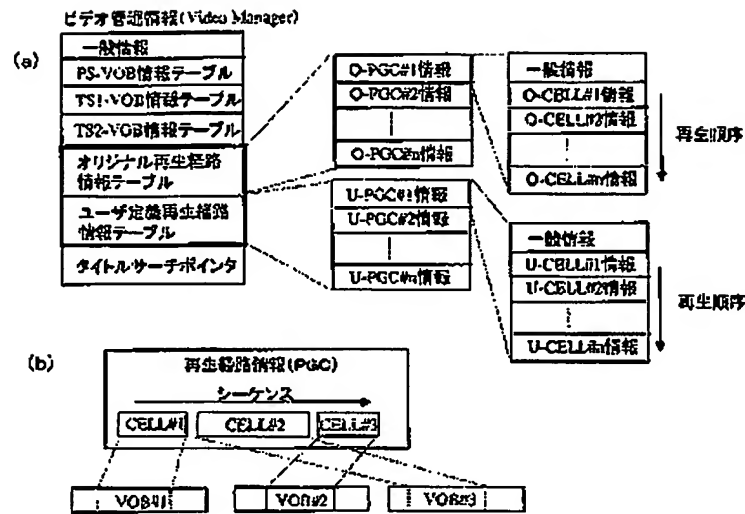 ビデオ管理情報(Video Manager)
(a)
一般情報
PS-VOB情報テーブル
TS1-VOB情報テーブル
TS2-VOB情報テーブル
オリジナル再生経路
情報テーブル
ユーザ定義再生経路
情報テーブル
タイトルサーチポインタ
O-PGC#1情報
O-PGC#2情報
O-PGC#n情報
U-PGC#1情報
U-PGC#2情報
U-PGC#n情報
一般情報
O-CELL#1情報
O-CELL#2情報
O-CELL#n情報
再生順序
一般情報
U-CELL#1情報
U-CELL#2情報
U-CELL#n情報
再生順序
(b)
再生経路情報(PGC)
シーケンス
CELL#1
CELL#2
CELL#3
VOB#1
VOB#2
VOB#3